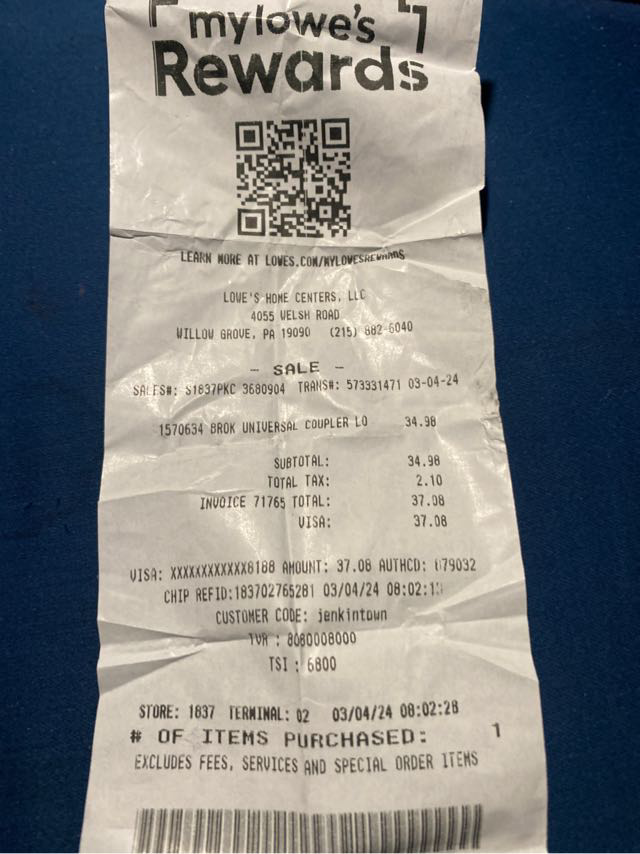 mylowe's
Rewards
LEARN MORE AT LOWES.COM/MYLOWESREWARDS
LOWE'S HOME CENTERS, LLC
4055 WELSH ROAD
WILLOW GROVE, PA 19090 (215) 882-6040
- SALE -
SALES#: S1837PKC 3680904 TRANS#: 573331471 03-04-24
1570634 BROK UNIVERSAL COUPLER LO 34.98
SUBTOTAL: 34.98
TOTAL TAX: 2.10
INVOICE 71765 TOTAL: 37.08
VISA: 37.08
VISA: XXXXXXXXXXXX8188 AMOUNT: 37.08 AUTHCD: 079032
CHIP REFID:183702765281 03/04/24
CUSTOMER CODE: jenkintown
TVR : 8080008000
TSI : 6800
STORE: 1837 TERMINAL: 02 03/04/24 08:02:28
# OF ITEMS PURCHASED: 1
EXCLUDES FEES, SERVICES AND SPECIAL ORDER ITEMS